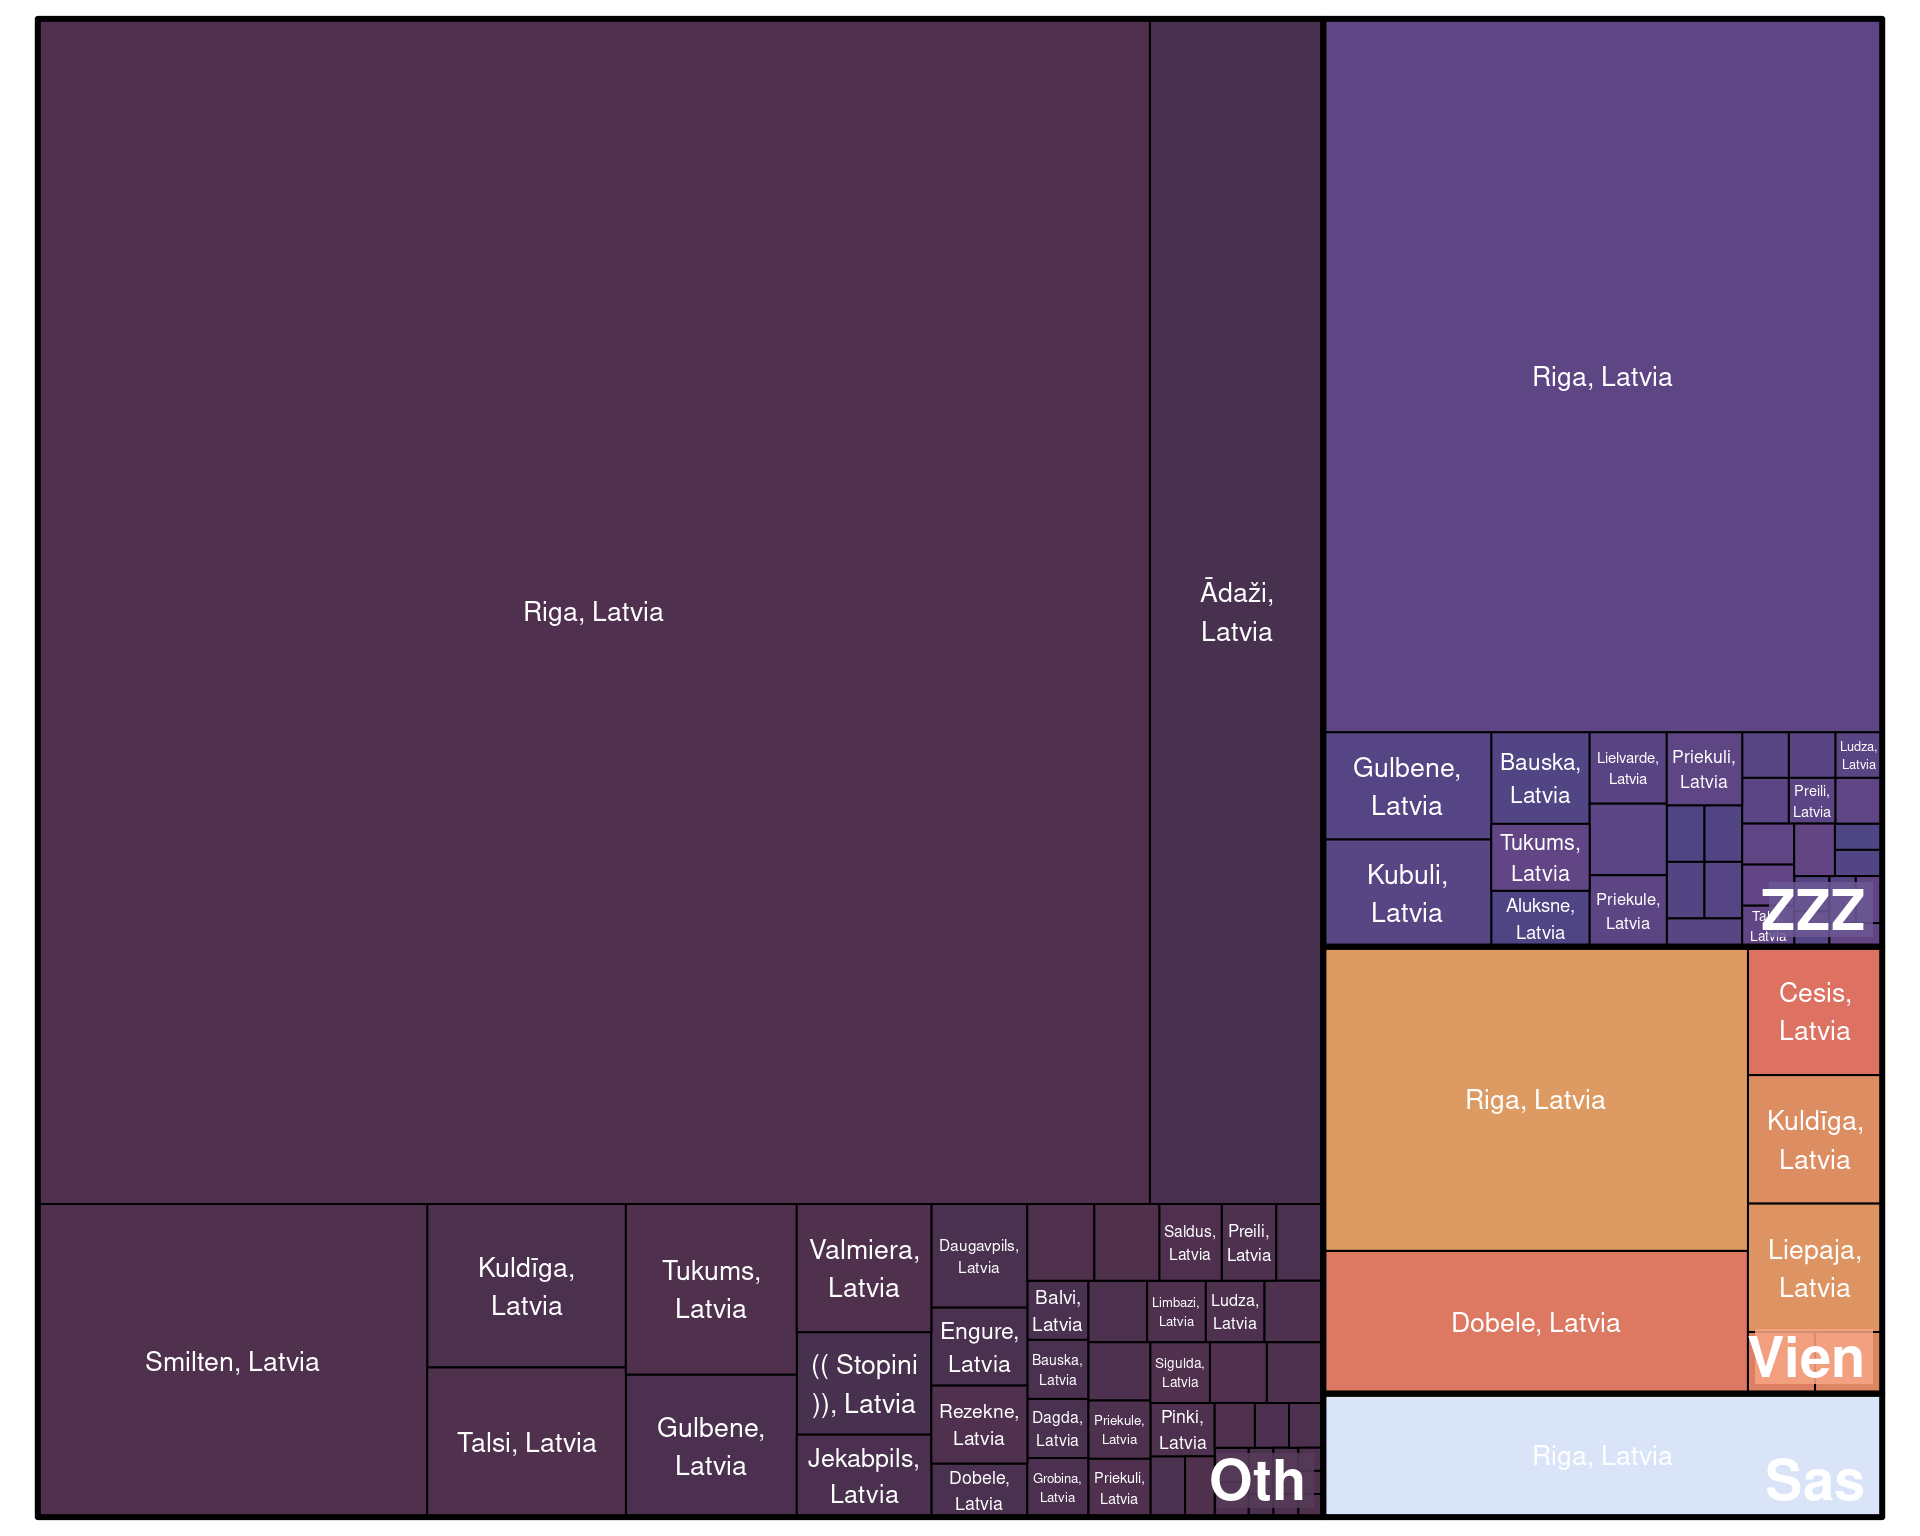 Riga, Latvia
Ādaži,
Latvia
Smilten, Latvia
Kuldīga,
Latvia
Talsi, Latvia
Tukums,
Latvia
Gulbene,
Latvia
Valmiera,
Latvia
(( Stopini
)), Latvia
Jekabpils,
Latvia
Daugavpils,
Latvia
Engure,
Latvia
Rezekne,
Latvia
Dobele,
Latvia
Saldus,
Latvia
Preili,
Latvia
Balvi,
Latvia
Limbazi,
Latvia
Ludza,
Latvia
Bauska,
Latvia
Sigulda,
Latvia
Dagda,
Latvia
Priekule,
Latvia
Pinki,
Latvia
Grobina,
Latvia
Priekuli,
Latvia
Oth
Riga, Latvia
Gulbene,
Latvia
Kubuli,
Latvia
Bauska,
Latvia
Tukums,
Latvia
Aluksne,
Latvia
Lielvarde,
Latvia
Priekule,
Latvia
Priekuli,
Latvia
Ludza,
Latvia
Preili,
Latvia
Latvia
ZZZ
Riga, Latvia
Dobele, Latvia
Cesis,
Latvia
Kuldīga,
Latvia
Liepaja,
Latvia
Vien
Riga, Latvia
Sas